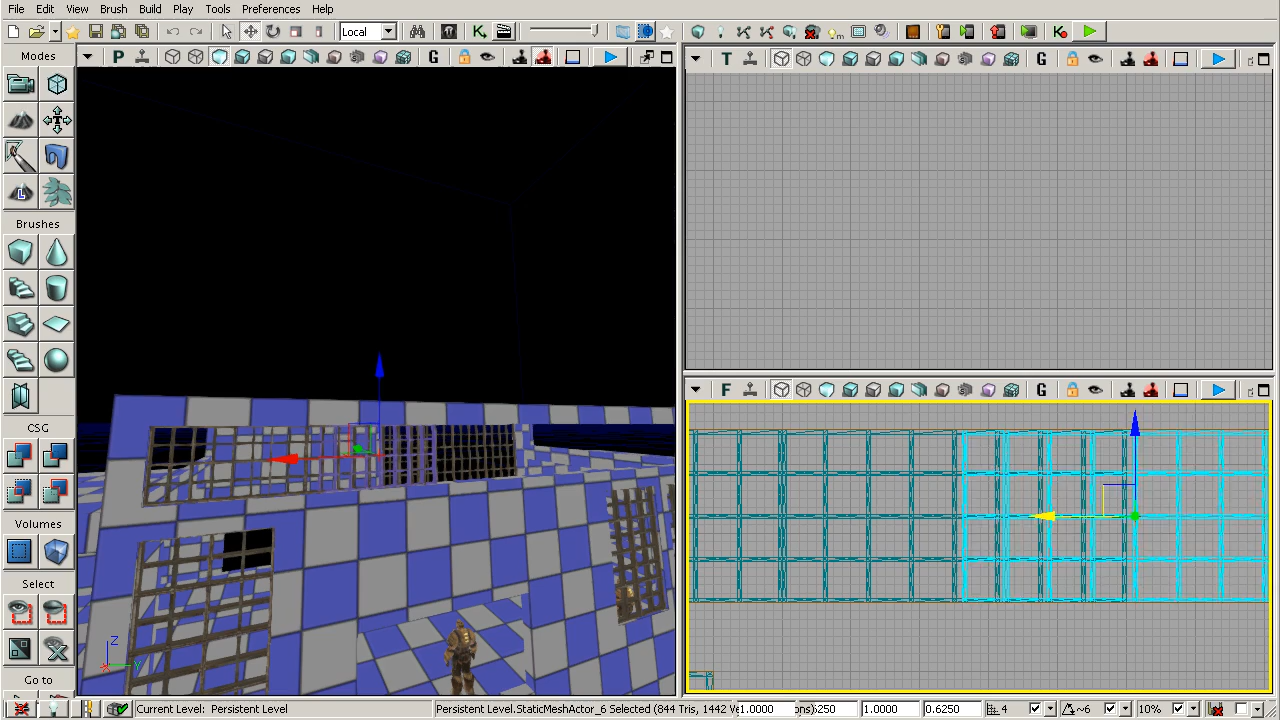 File Edit View Brush Build Play Tools Preferences Help
Local
Modes
P
G
T
G
Brushes
CSG
F
G
Volumes
Select
Z
Y
Go to
Current Level: Persistent Level
Persistent Level.StaticMeshActor_6 Selected (844 Tris, 1442
1.0000
1.0000
0.6250
4
~6
10%